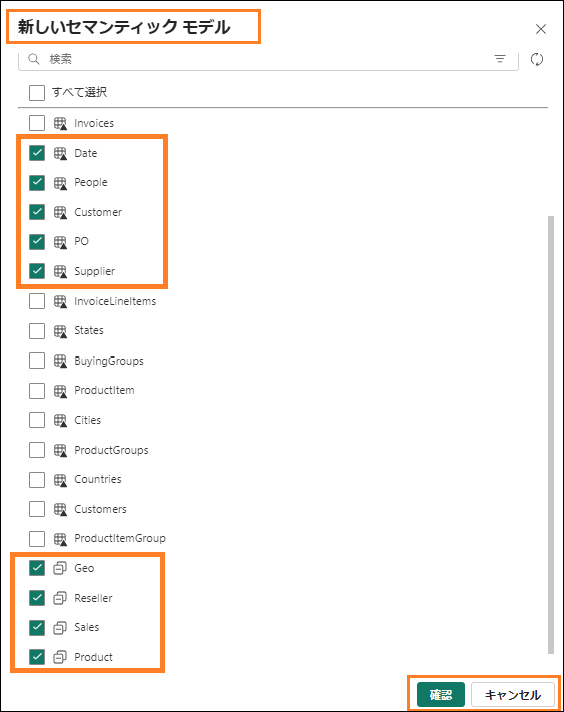 新しいセマンティック モデル
検索
すべて選択
Invoices
Date
People
Customer
PO
Supplier
InvoiceLineItems
States
BuyingGroups
ProductItem
Cities
ProductGroups
Countries
Customers
ProductItemGroup
Geo
Reseller
Sales
Product
確認 キャンセル